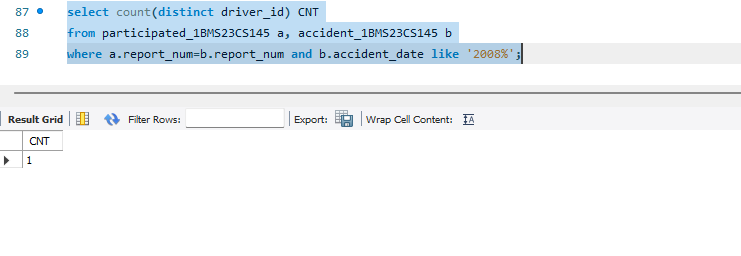 87 select count(distinct driver_id) CNT
88 from participated_1BMS23CS145 a, accident_1BMS23CS145 b
89 where a.report_num=b.report_num and b.accident_date like '2008%';
Result Grid Filter Rows: Export: Wrap Cell Content:
CNT
1